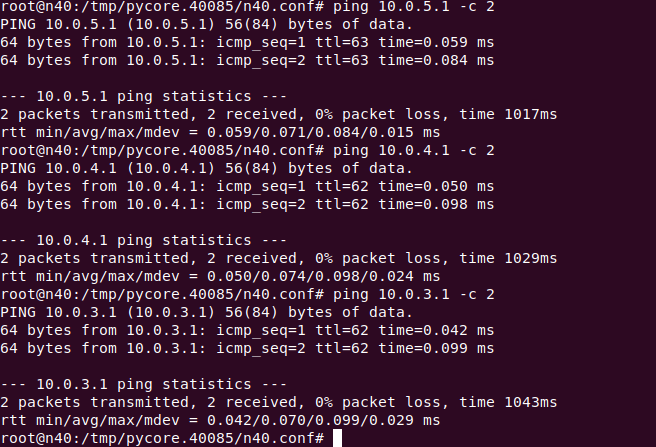 root@n40:/tmp/pycore.40085/n40.conf# ping 10.0.5.1 -c 2
PING 10.0.5.1 (10.0.5.1) 56(84) bytes of data.
64 bytes from 10.0.5.1: icmp_seq=1 ttl=63 time=0.059 ms
64 bytes from 10.0.5.1: icmp_seq=2 ttl=63 time=0.084 ms
--- 10.0.5.1 ping statistics ---
2 packets transmitted, 2 received, 0% packet loss, time 1017ms
rtt min/avg/max/mdev = 0.059/0.071/0.084/0.015 ms
root@n40:/tmp/pycore.40085/n40.conf# ping 10.0.4.1 -c 2
PING 10.0.4.1 (10.0.4.1) 56(84) bytes of data.
64 bytes from 10.0.4.1: icmp_seq=1 ttl=62 time=0.050 ms
64 bytes from 10.0.4.1: icmp_seq=2 ttl=62 time=0.098 ms
--- 10.0.4.1 ping statistics ---
2 packets transmitted, 2 received, 0% packet loss, time 1029ms
rtt min/avg/max/mdev = 0.050/0.074/0.098/0.024 ms
root@n40:/tmp/pycore.40085/n40.conf# ping 10.0.3.1 -c 2
PING 10.0.3.1 (10.0.3.1) 56(84) bytes of data.
64 bytes from 10.0.3.1: icmp_seq=1 ttl=62 time=0.042 ms
64 bytes from 10.0.3.1: icmp_seq=2 ttl=62 time=0.099 ms
--- 10.0.3.1 ping statistics ---
2 packets transmitted, 2 received, 0% packet loss, time 1043ms
rtt min/avg/max/mdev = 0.042/0.070/0.099/0.029 ms
root@n40:/tmp/pycore.40085/n40.conf#